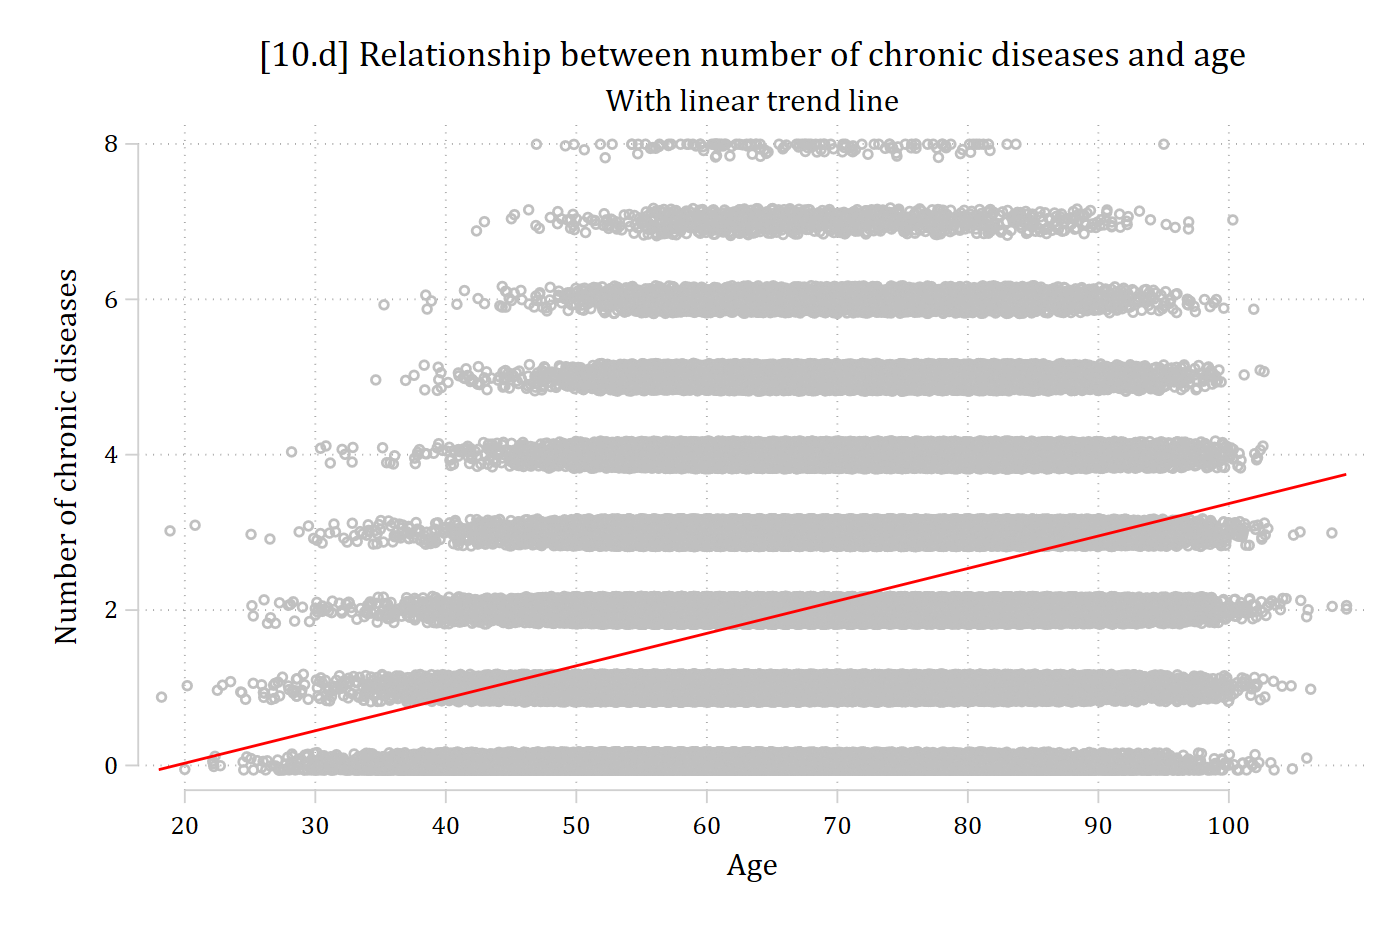 [10.d] Relationship between number of chronic diseases and age
With linear trend line
Number of chronic diseases
8
6
4
2
0
20 30 40 50 60 70 80 90 100
Age